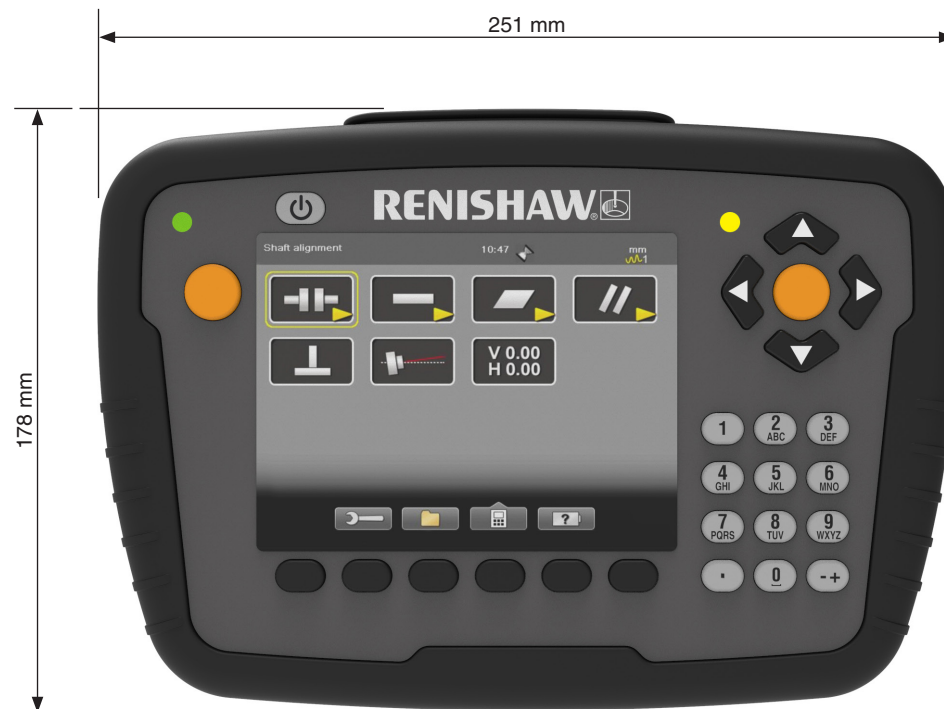 251 mm
178 mm
RENISHAW®
Shaft alignment 10:47 mm
1
V 0.00
H 0.00
?
1 2 ABC 3 DEF
4 GHI 5 JKL 6 MNO
7 PQRS 8 TUV 9 WXYZ
. 0 -+